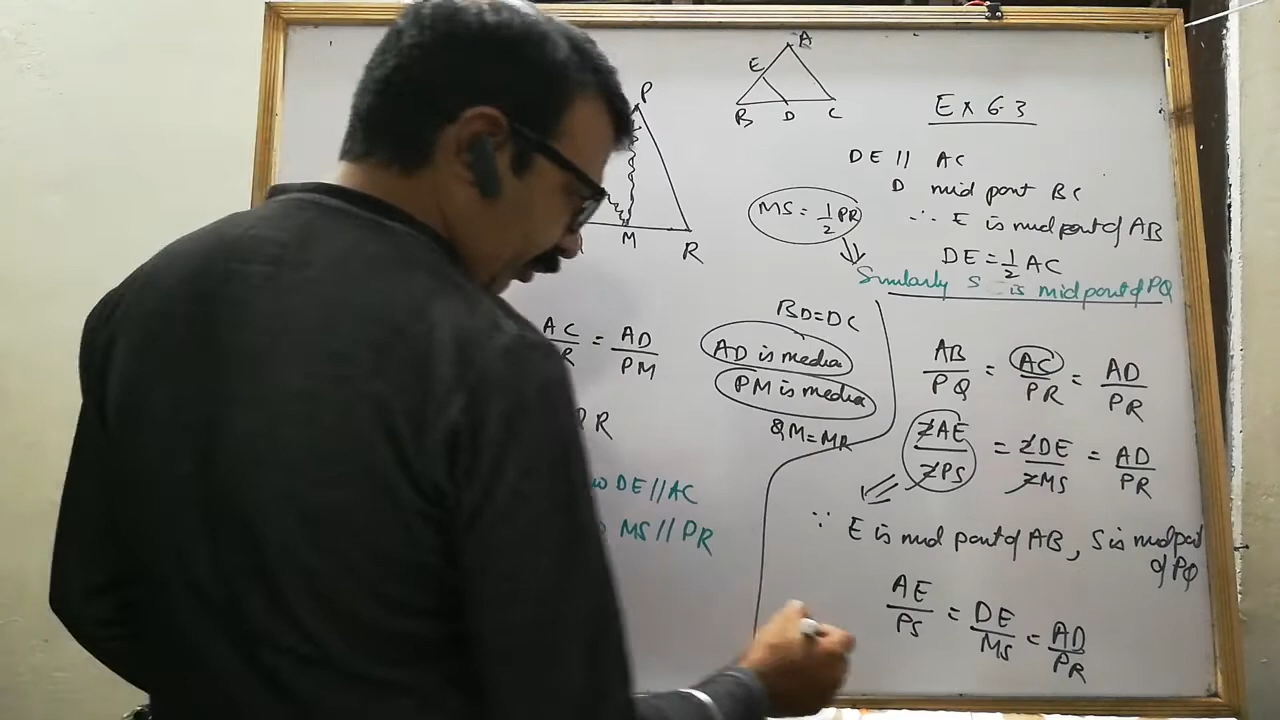 A
E
B D C
P
M
R
Ex 6.3
DE // AC
D mid point BC
∴ E is mid point of AB
DE = 1/2 AC
MS = 1/2 PR
Similarly S is mid point of PQ
BD = DC
AD is media
PM is media
QM = MR
AC/R = AD/PM
PR
DE // AC
MS // PR
AB/PQ = AC/PR = AD/PR
2AE/2PS = 2DE/2MS = AD/PR
∵ E is mid point of AB, S is mid point
of PQ
AE/PS = DE/MS = AD/PR